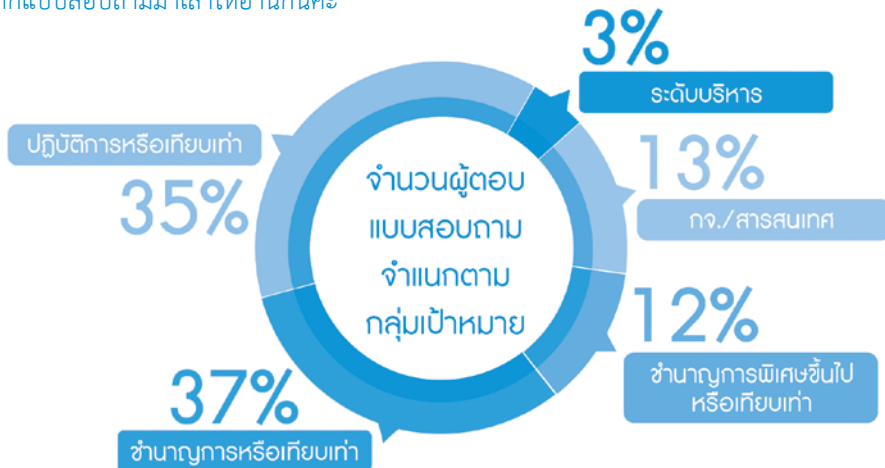 3%
ระดับบริหาร
13%
กจ./สารสนเทศ
12%
ชำนาญการพิเศษขึ้นไป
หรือเทียบเท่า
37%
ชำนาญการหรือเทียบเท่า
ปฏิบัติการหรือเทียบเท่า
35%
จำนวนผู้ตอบ
แบบสอบถาม
จำแนกตาม
กลุ่มเป้าหมาย